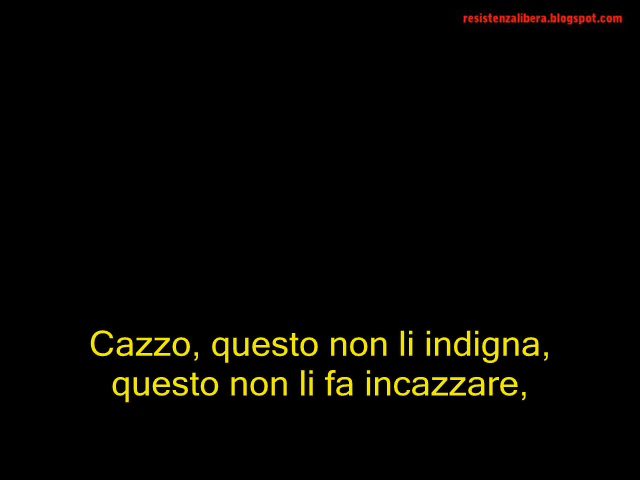 resistenzalibera.blogspot.com
Cazzo, questo non li indigna,
questo non li fa incazzare,